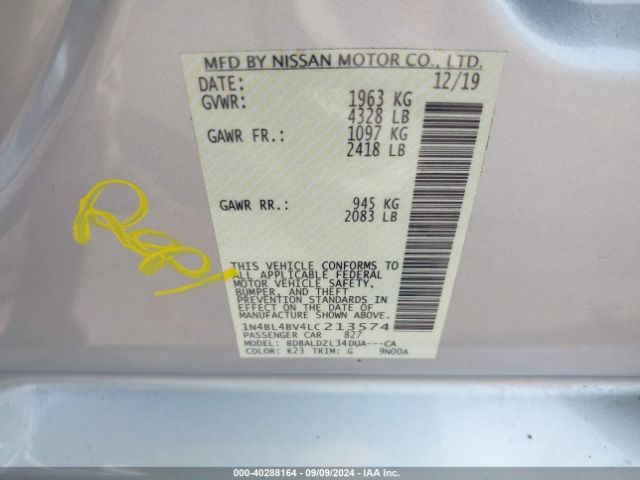 MFD BY NISSAN MOTOR CO., LTD.
DATE: 12/19
GVWR: 1963 KG
4328 LB
GAWR FR.: 1097 KG
2418 LB
GAWR RR.: 945 KG
2083 LB
THIS VEHICLE CONFORMS TO
ALL APPLICABLE FEDERAL
MOTOR VEHICLE SAFETY,
BUMPER, AND THEFT
PREVENTION STANDARDS IN
EFFECT ON THE DATE OF
MANUFACTURE SHOWN ABOVE.
1N4BL4BV4LC213574
PASSENGER CAR 827
MODEL: BDBALDZL34DUA---CA
COLOR: K23 TRIM: G 9N00A
000-40288164 - 09/09/2024 - IAA